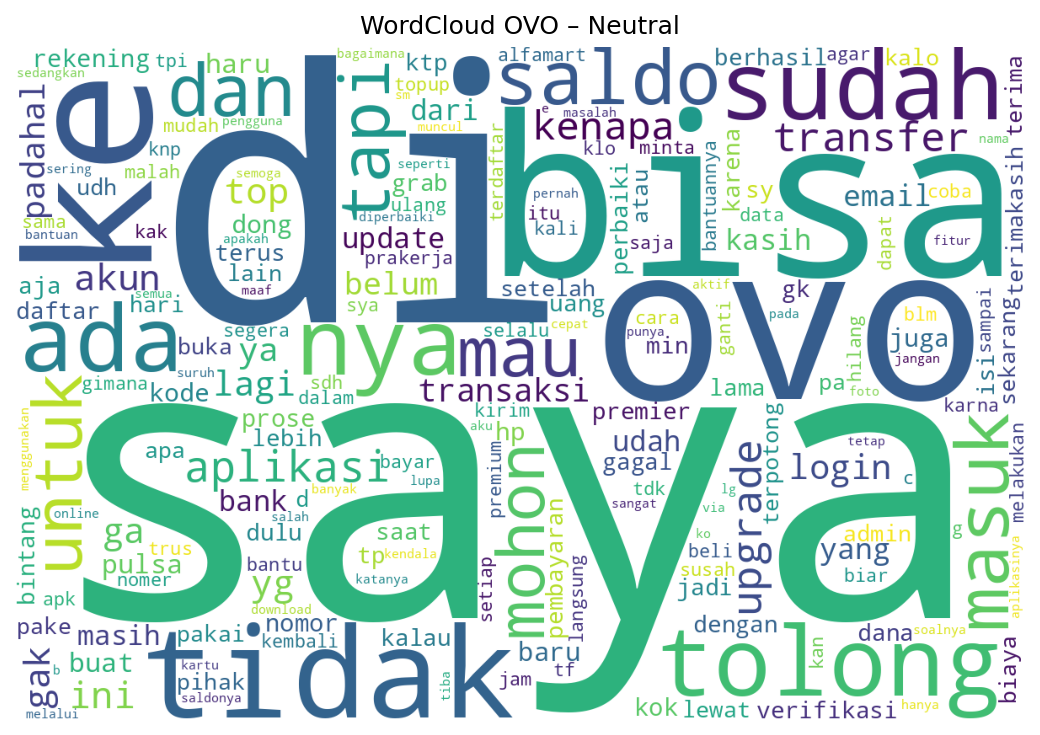 WordCloud OVO – Neutral
rekening
tpi
haru
bagaimana
ktp
alfamart
berhasil
agar
kalo
sedangkan
topup
saldo
sudah
terima
ke
dan
di
tapi
sm
dari
e
masalah
mudah
pengguna
muncul
kenapa
transfer
nama
padahal
knp
klo
minta
sering
malah
semoga
seperti
terdaftar
bisa
karena
udh
top
grab
pernah
perbaiki
atau
bantuannya
sy
email
coba
terimakasih
sama
dong
ulang
itu
data
bantuan
kak
apakah
diperbaiki
kali
saja
kasih
dapat
fitur
terus
update
akun
lain
prakerja
semua
maaf
belum
setelah
uang
aktif
gk
aja
hari
sya
daftar
ada
segera
nya
selalu
cepat
cara
ovo
punya
min
ganti
pada
blm
juga
sampai
sekarang
buka
ya
mau
hilang
jangan
isi
gimana
suruh
kode
lagi
sdh
dalam
transaksi
lama
pa
foto
untuk
prose
kirim
premier
karna
menggunakan
saya
aku
hp
udah
terpotong
tetap
apa
lebih
aplikasi
bayar
lupa
premium
mohon
gagal
upgrade
login
c
masuk
melakukan
bank
d
banyak
tdk
sangat
lg
via
online
salah
dulu
saat
pembayaran
ko
admin
g
bintang
ga
trus
tp
kendala
beli
yang
pulsa
nomer
bantu
katanya
setiap
langsung
susah
biar
apk
yg
jadi
aplikasinya
download
pake
masih
pakai
nomor
kembali
kalau
baru
dengan
dana
soalnya
gak
b
buat
tidak
kartu
pihak
saldonya
tiba
jam
tf
tolong
kan
biaya
ini
melalui
kok
lewat
verifikasi
hanya